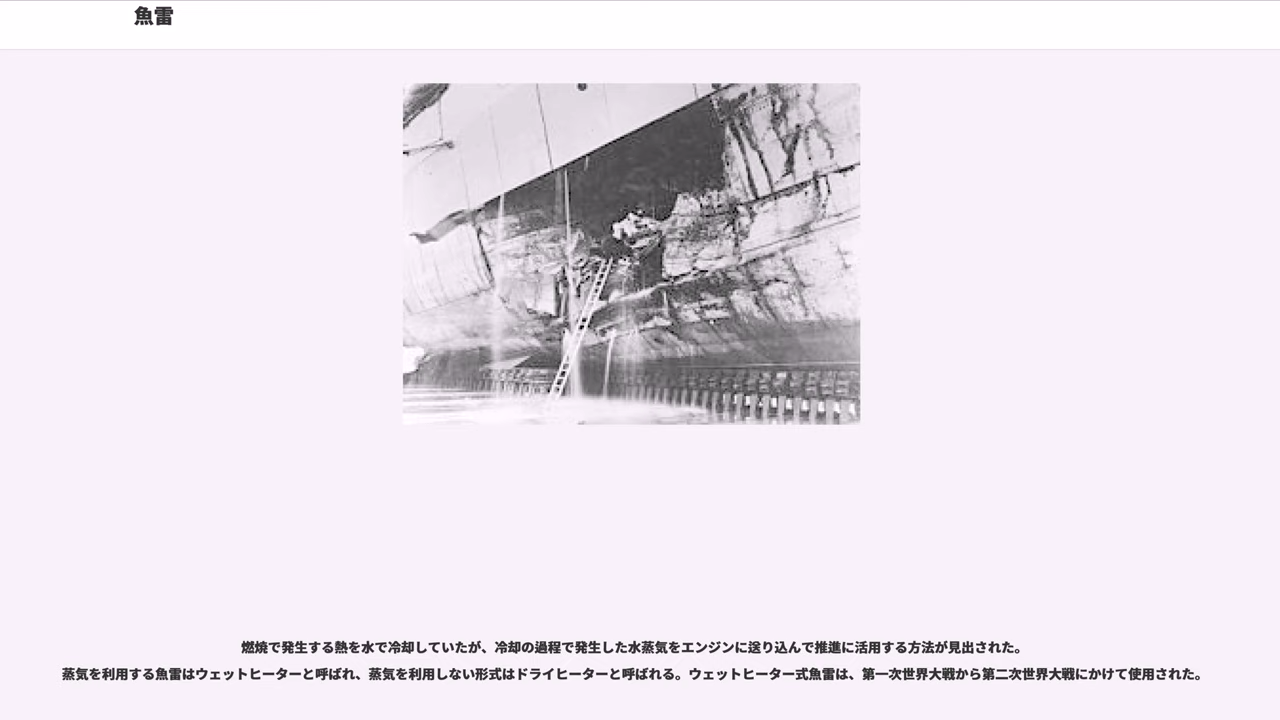 魚雷
燃焼で発生する熱を水で冷却していたが、冷却の過程で発生した水蒸気をエンジンに送り込んで推進に活用する方法が見出された。
蒸気を利用する魚雷はウェットヒーターと呼ばれ、蒸気を利用しない形式はドライヒーターと呼ばれる。ウェットヒーター式魚雷は、第一次世界大戦から第二次世界大戦にかけて使用された。